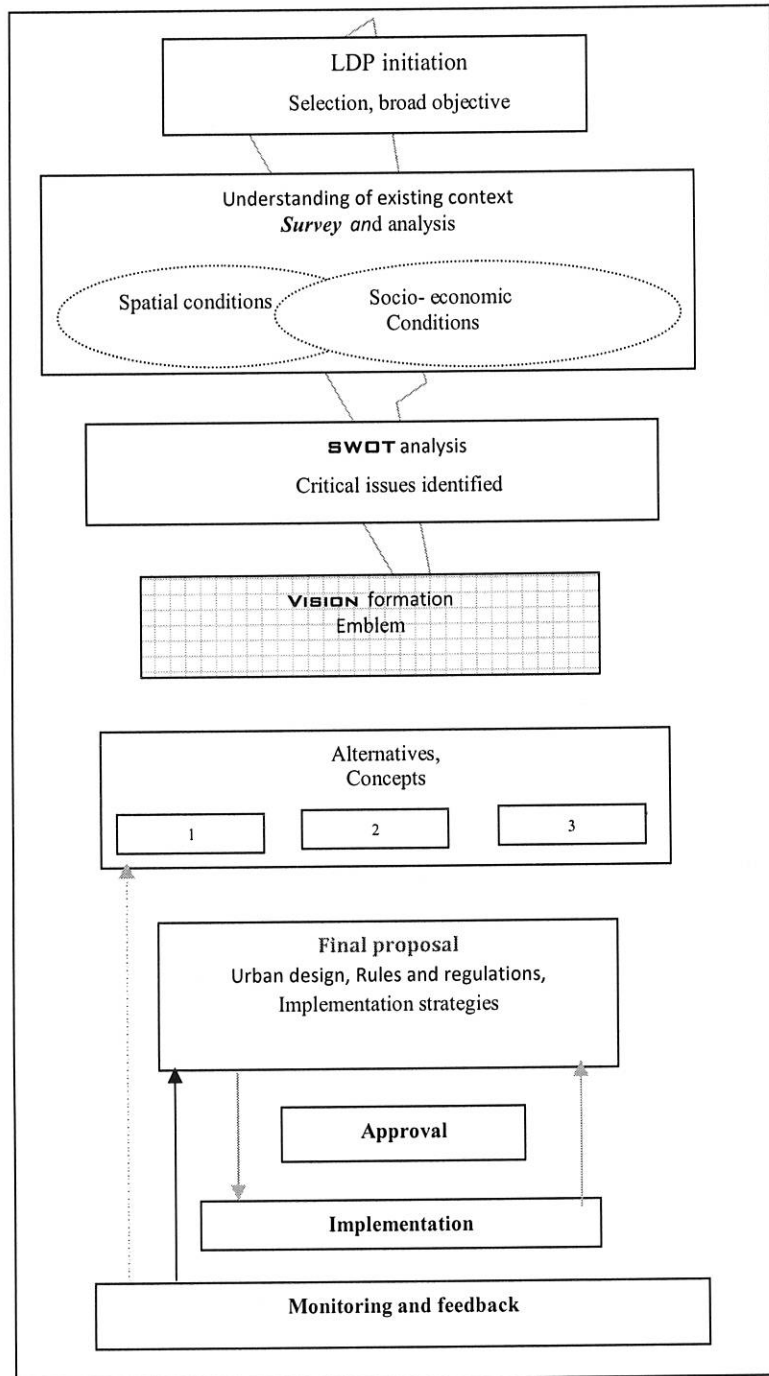 LDP initiation
Selection, broad objective
Understanding of existing context
Survey and analysis
Spatial conditions
Socio- economic
Conditions
SWOT analysis
Critical issues identified
VISION formation
Emblem
Alternatives,
Concepts
1
2
3
Final proposal
Urban design, Rules and regulations,
Implementation strategies
Approval
Implementation
Monitoring and feedback